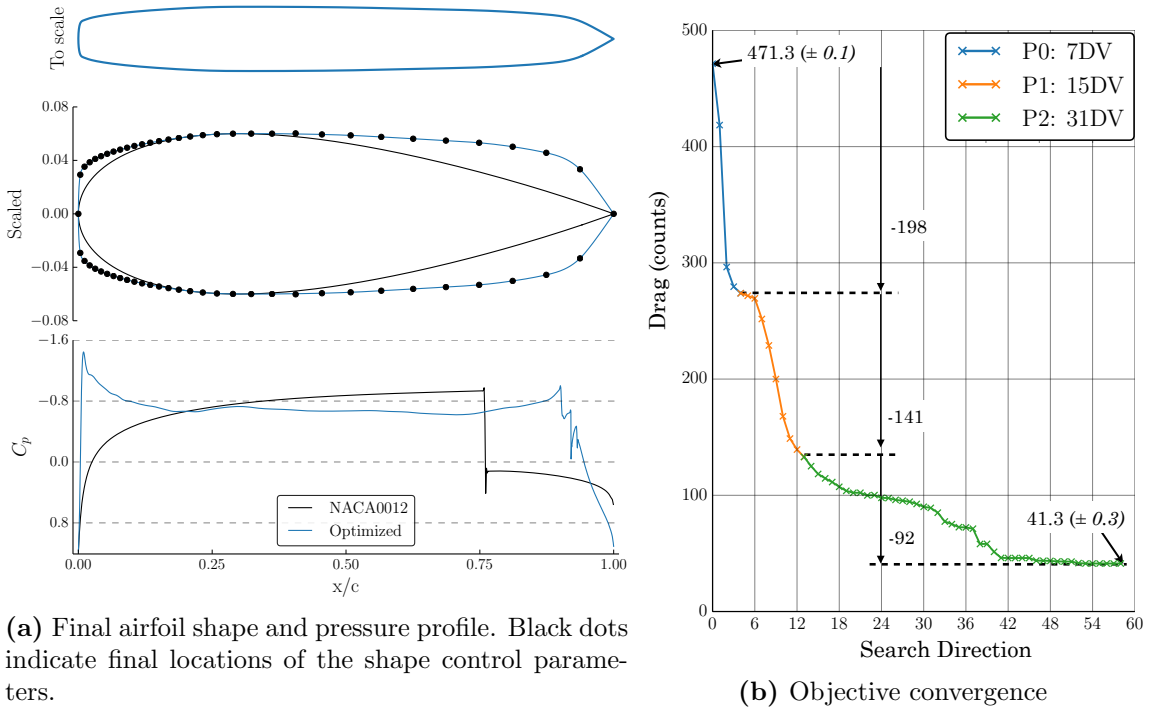 To scale
Scaled
0.08
0.04
0.00
−0.04
−0.08
C_p
−1.6
−0.8
0.0
0.8
NACA0012
Optimized
0.00
0.25
0.50
0.75
1.00
x/c
(a) Final airfoil shape and pressure profile. Black dots
indicate final locations of the shape control parame-
ters.
Drag (counts)
500
400
300
200
100
0
471.3 (± 0.1)
P0: 7DV
P1: 15DV
P2: 31DV
-198
-141
-92
41.3 (± 0.3)
0 6 12 18 24 30 36 42 48 54 60
Search Direction
(b) Objective convergence